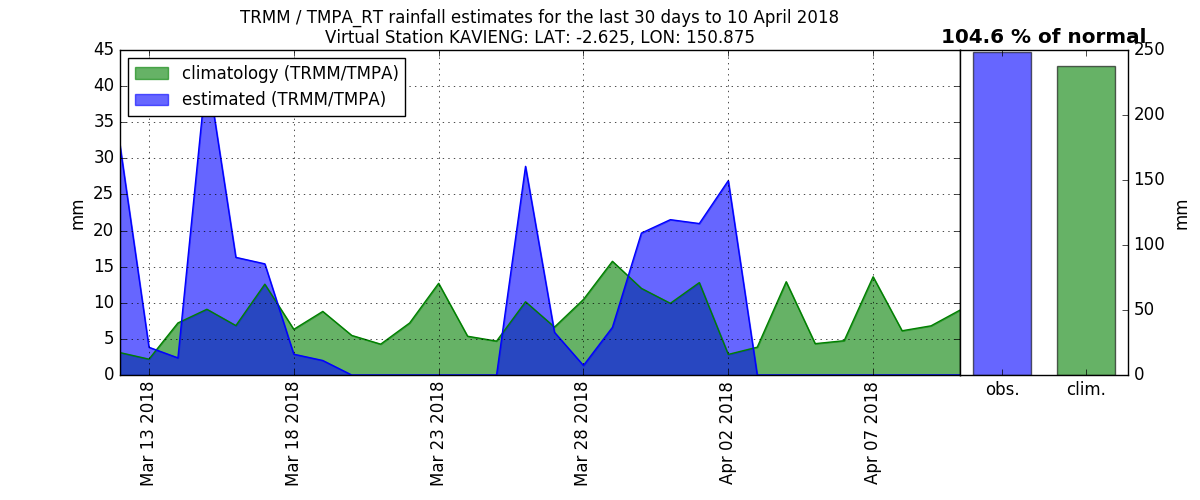 TRMM / TMPA_RT rainfall estimates for the last 30 days to 10 April 2018
Virtual Station KAVIENG: LAT: -2.625, LON: 150.875
104.6 % of normal
climatology (TRMM/TMPA)
estimated (TRMM/TMPA)
45
40
35
30
25
20
15
10
5
0
mm
Mar 13 2018
Mar 18 2018
Mar 23 2018
Mar 28 2018
Apr 02 2018
Apr 07 2018
250
200
150
100
50
0
mm
obs.
clim.